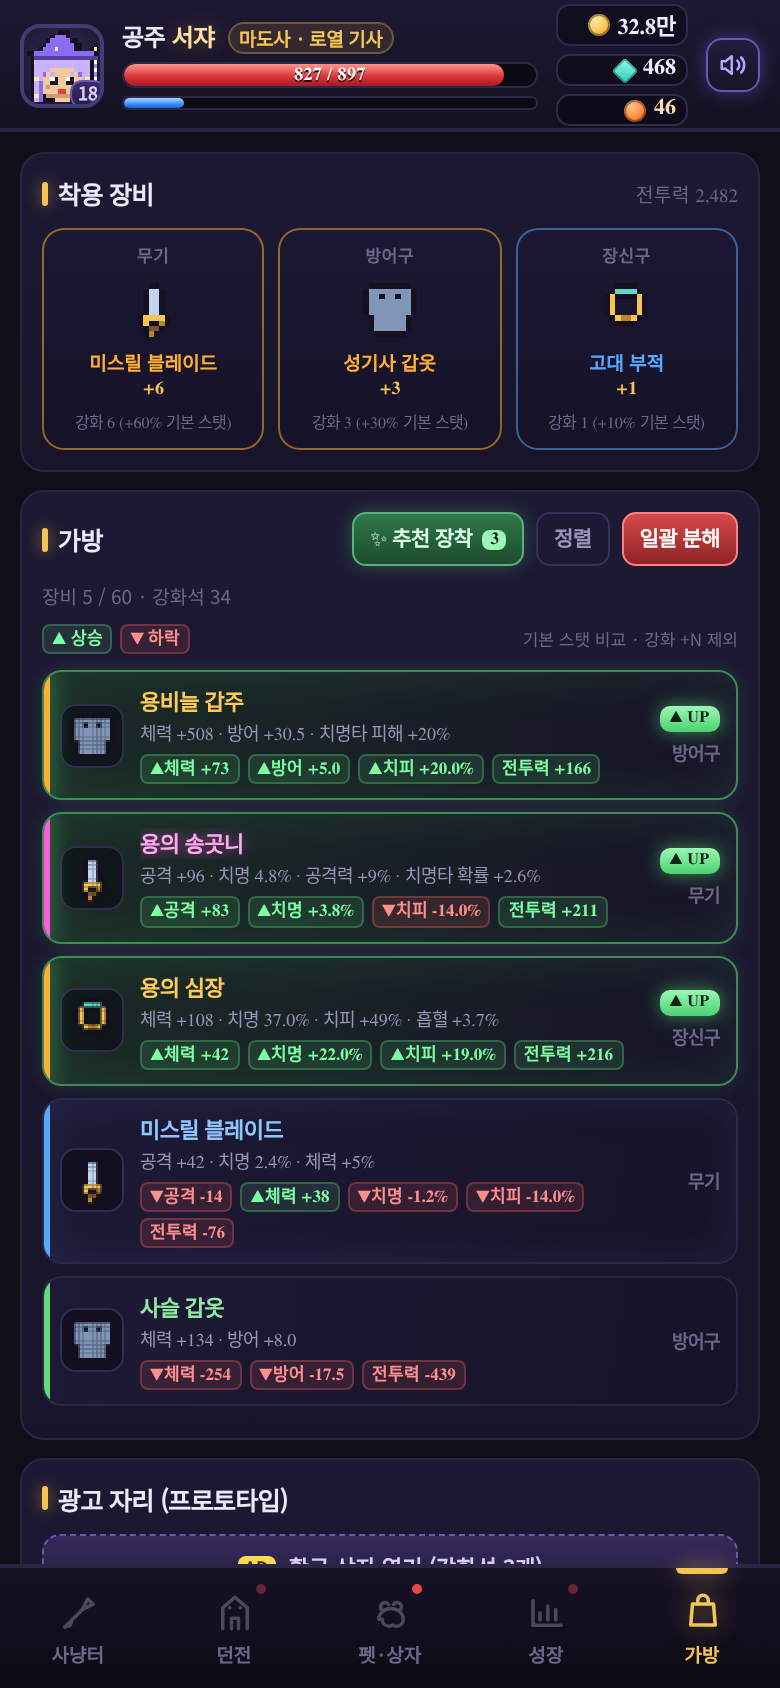 공주 서쟈 마도사 · 로열 기사
827 / 897
18
32.8만
468
46
착용 장비
전투력 2,482
무기
미스릴 블레이드
+6
강화 6 (+60% 기본 스탯)
방어구
성기사 갑옷
+3
강화 3 (+30% 기본 스탯)
장신구
고대 부적
+1
강화 1 (+10% 기본 스탯)
가방
✨ 추천 장착 3
정렬
일괄 분해
장비 5 / 60 · 강화석 34
▲ 상승 ▼ 하락
기본 스탯 비교 · 강화 +N 제외
용비늘 갑주
체력 +508 · 방어 +30.5 · 치명타 피해 +20%
▲체력 +73 ▲방어 +5.0 ▲치피 +20.0% 전투력 +166
▲ UP
방어구
용의 송곳니
공격 +96 · 치명 4.8% · 공격력 +9% · 치명타 확률 +2.6%
▲공격 +83 ▲치명 +3.8% ▼치피 -14.0% 전투력 +211
▲ UP
무기
용의 심장
체력 +108 · 치명 37.0% · 치피 +49% · 흡혈 +3.7%
▲체력 +42 ▲치명 +22.0% ▲치피 +19.0% 전투력 +216
▲ UP
장신구
미스릴 블레이드
공격 +42 · 치명 2.4% · 체력 +5%
▼공격 -14 ▲체력 +38 ▼치명 -1.2% ▼치피 -14.0%
전투력 -76
무기
사슬 갑옷
체력 +134 · 방어 +8.0
▼체력 -254 ▼방어 -17.5 전투력 -439
방어구
광고 자리 (프로토타입)
사냥터
던전
펫·상자
성장
가방